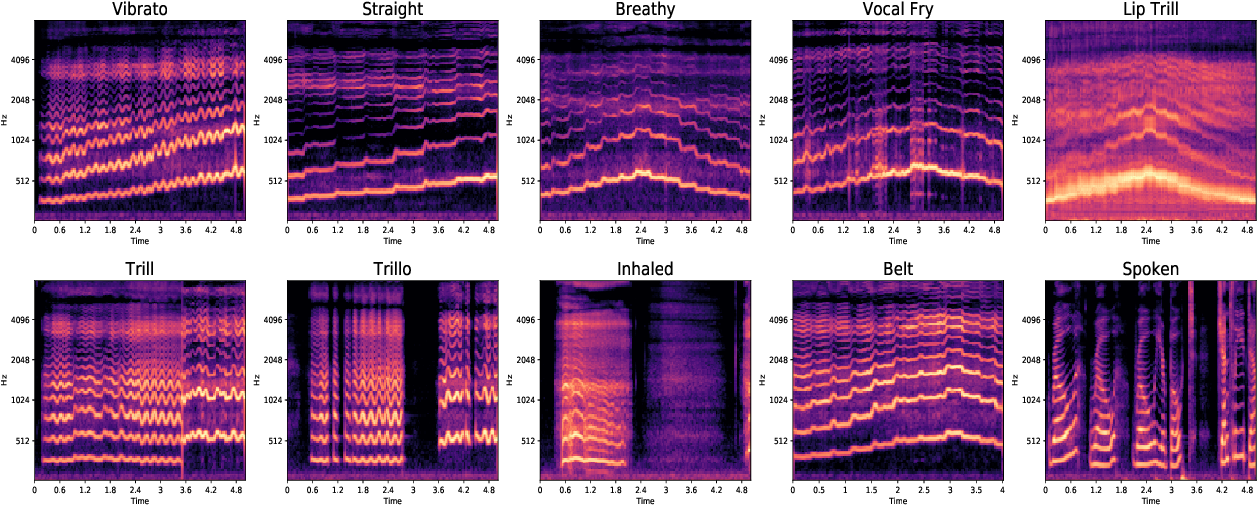 Vibrato Straight Breathy Vocal Fry Lip Trill
4096 4096 4096 4096 4096
2048 2048 2048 2048 2048
Hz Hz Hz Hz Hz
1024 1024 1024 1024 1024
512 512 512 512 512
0 0.6 1.2 1.8 2.4 3 3.6 4.2 4.8 0 0.6 1.2 1.8 2.4 3 3.6 4.2 4.8 0 0.6 1.2 1.8 2.4 3 3.6 4.2 4.8 0 0.6 1.2 1.8 2.4 3 3.6 4.2 4.8 0 0.6 1.2 1.8 2.4 3 3.6 4.2 4.8
Time Time Time Time Time
Trill Trillo Inhaled Belt Spoken
4096 4096 4096 4096 4096
2048 2048 2048 2048 2048
Hz Hz Hz Hz Hz
1024 1024 1024 1024 1024
512 512 512 512 512
0 0.6 1.2 1.8 2.4 3 3.6 4.2 4.8 0 0.6 1.2 1.8 2.4 3 3.6 4.2 4.8 0 0.6 1.2 1.8 2.4 3 3.6 4.2 4.8 0 0.5 1 1.5 2 2.5 3 3.5 4 0 0.6 1.2 1.8 2.4 3 3.6 4.2 4.8
Time Time Time Time Time